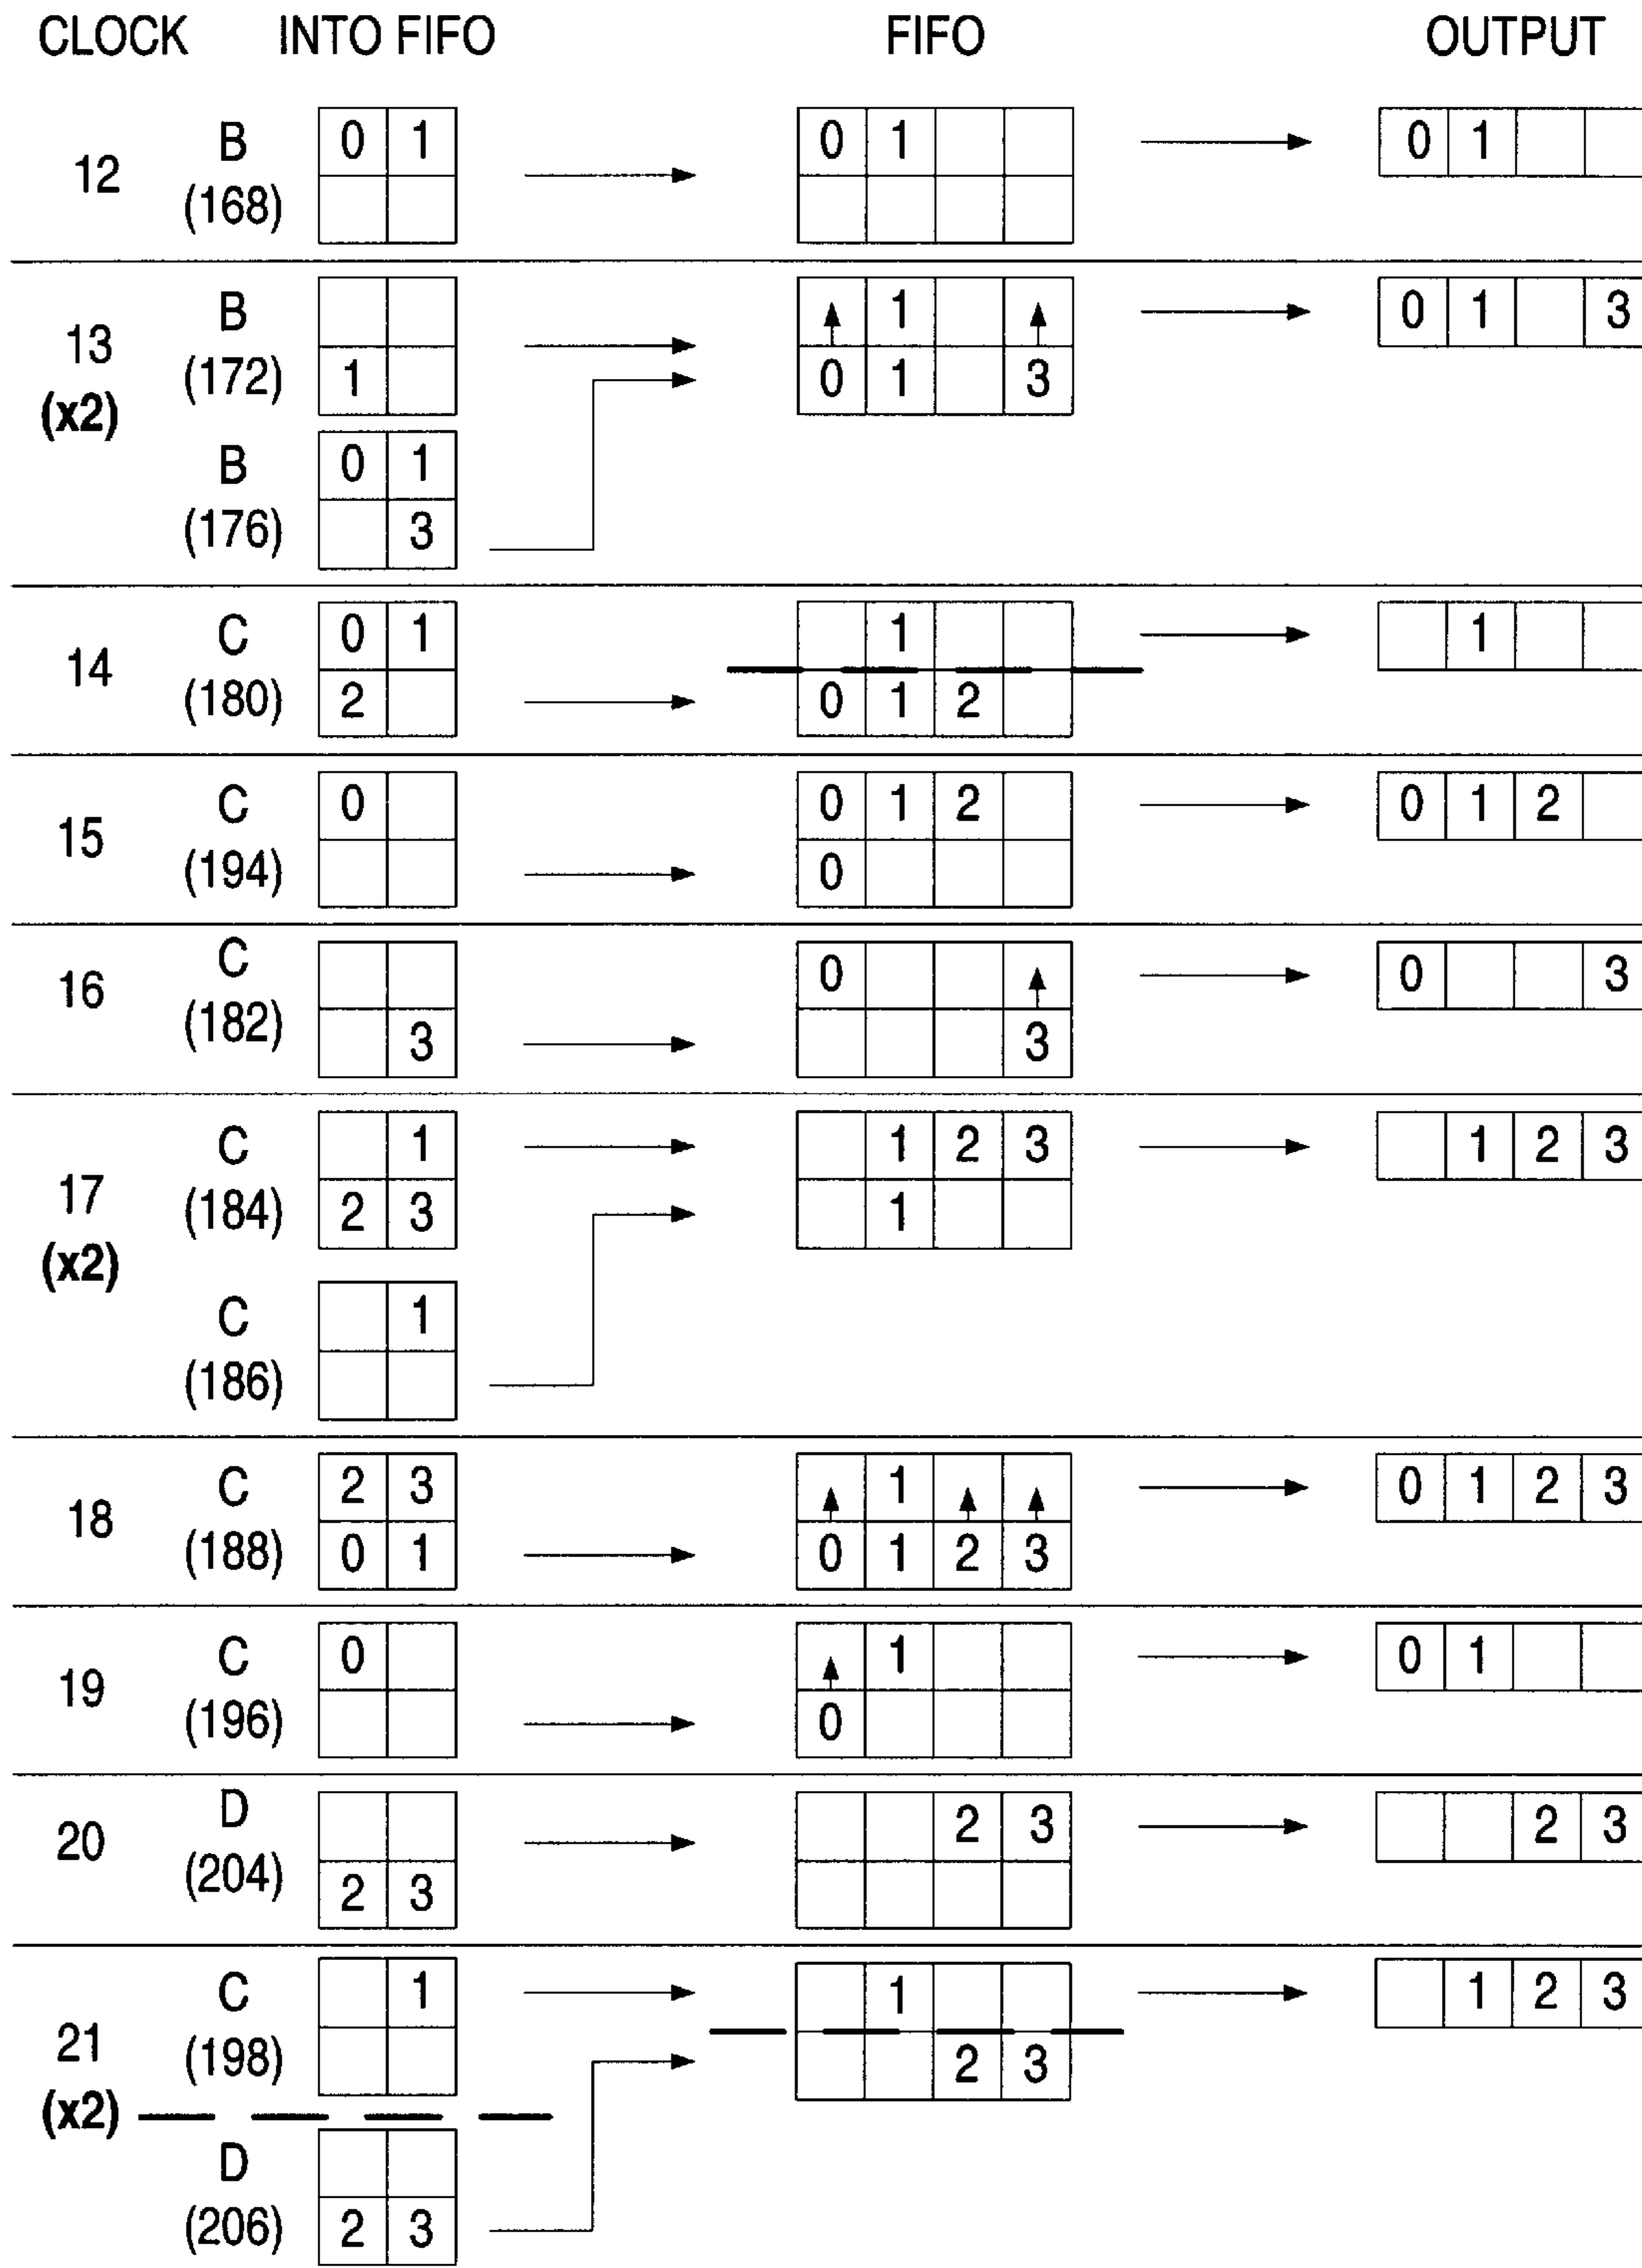 CLOCK INTO FIFO FIFO OUTPUT
12 B (168) 0 1 0 1 0 1
13 (x2) B (172) 1 1 0 1 3
0 1 3
B (176) 0 1
3
14 C (180) 0 1 1 1
2 0 1 2
15 C (194) 0 0 1 2 0 1 2
0
16 C (182) 0 0 3
3 3
17 (x2) C (184) 1 1 2 3 1 2 3
2 3 1
C (186) 1
18 C (188) 2 3 1 0 1 2 3
0 1 0 1 2 3
19 C (196) 0 1 0 1
0
20 D (204) 2 3 2 3
2 3
21 (x2) C (198) 1 1 1 2 3
2 3
D (206)
2 3